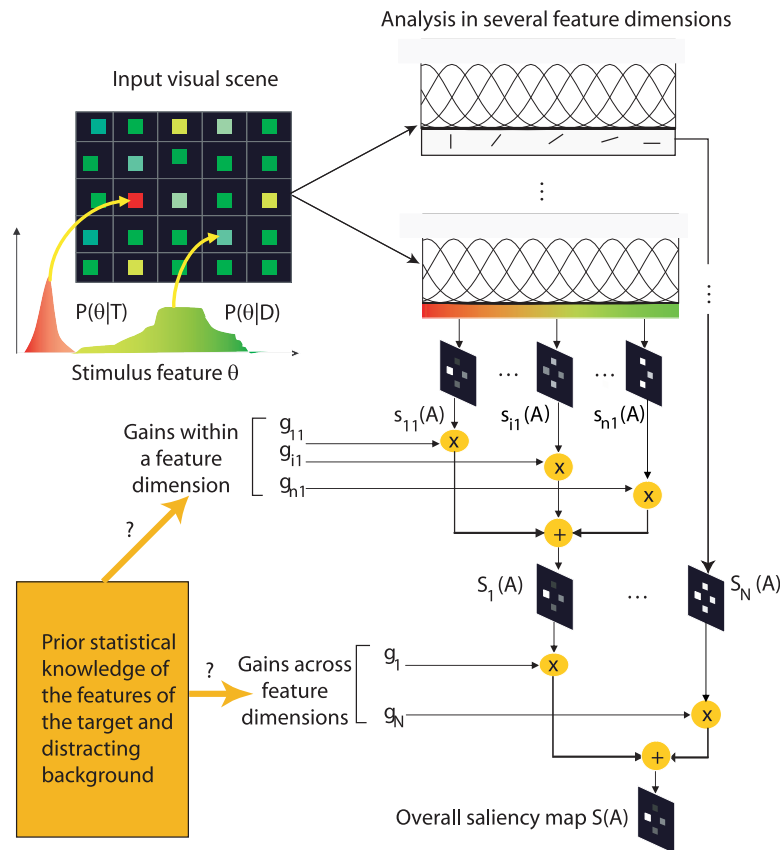 Analysis in several feature dimensions
Input visual scene
⋮
P(θ|T)
P(θ|D)
Stimulus feature θ
⋮
... ...
s11(A)
si1(A)
sn1(A)
Gains within
a feature
dimension
g11
gi1
gn1
x
x
x
+
?
S1(A)
...
SN(A)
Prior statistical
knowledge of
the features of
the target and
distracting
background
?
Gains across
feature
dimensions
g1
gN
x
x
+
Overall saliency map S(A)